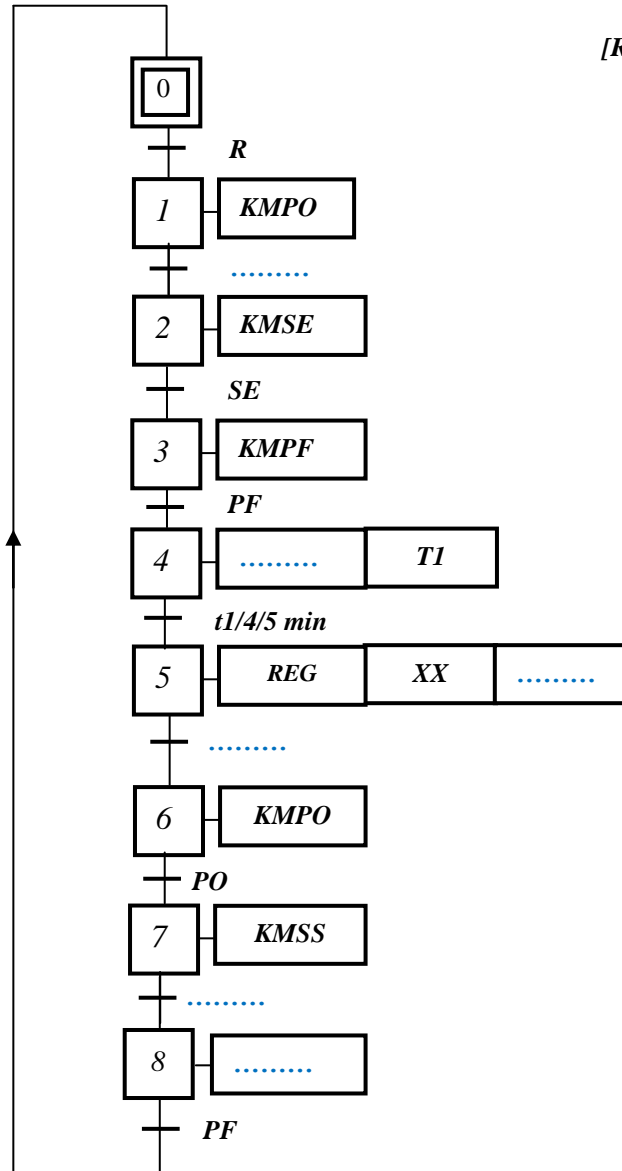 [K
0
R
1 KMPO
.........
2 KMSE
SE
3 KMPF
PF
4 ......... T1
t1/4/5 min
5 REG XX .........
.........
6 KMPO
PO
7 KMSS
.........
8 .........
PF